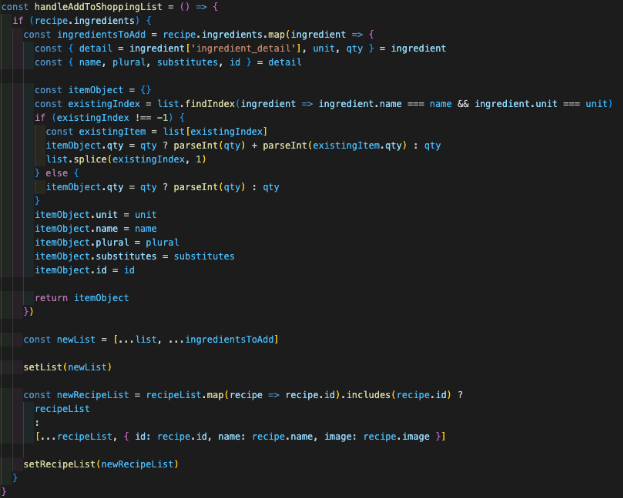 const handleAddToShoppingList = () => {
  if (recipe.ingredients) {
    const ingredientsToAdd = recipe.ingredients.map(ingredient => {
      const { detail = ingredient['ingredient_detail'], unit, qty } = ingredient
      const { name, plural, substitutes, id } = detail

      const itemObject = {}
      const existingIndex = list.findIndex(ingredient => ingredient.name === name && ingredient.unit === unit)
      if (existingIndex !== -1) {
        const existingItem = list[existingIndex]
        itemObject.qty = qty ? parseInt(qty) + parseInt(existingItem.qty) : qty
        list.splice(existingIndex, 1)
      } else {
        itemObject.qty = qty ? parseInt(qty) : qty
      }
      itemObject.unit = unit
      itemObject.name = name
      itemObject.plural = plural
      itemObject.substitutes = substitutes
      itemObject.id = id

      return itemObject
    })

    const newList = [...list, ...ingredientsToAdd]

    setList(newList)

    const newRecipeList = recipeList.map(recipe => recipe.id).includes(recipe.id) ?
      recipeList
      :
      [...recipeList, { id: recipe.id, name: recipe.name, image: recipe.image }]

    setRecipeList(newRecipeList)
  }
}